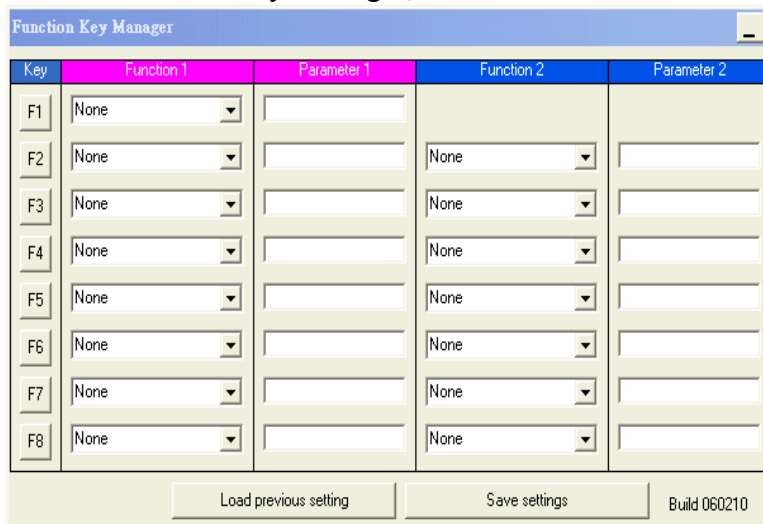 Function Key Manager
Key Function 1 Parameter 1 Function 2 Parameter 2
F1 None
F2 None None
F3 None None
F4 None None
F5 None None
F6 None None
F7 None None
F8 None None
Load previous setting Save settings Build 060210